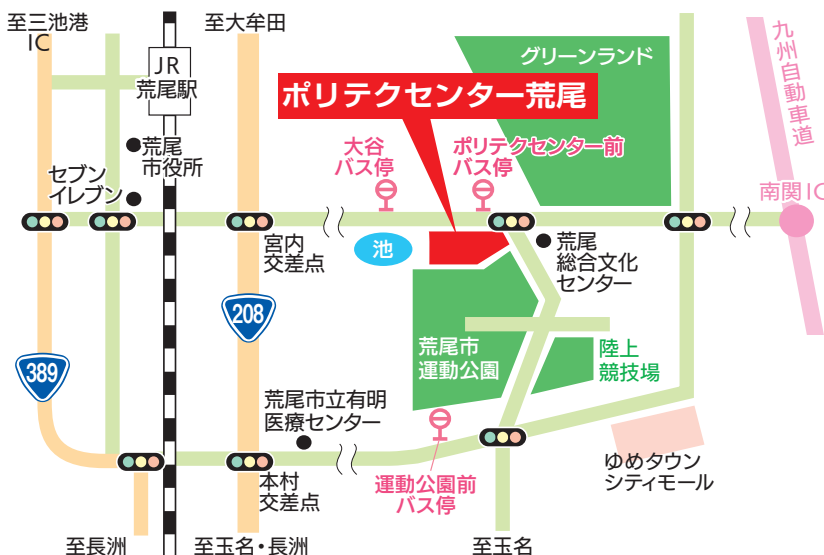 至三池港
IC
至大牟田
JR
荒尾駅
グリーンランド
九州自動車道
ポリテクセンター荒尾
荒尾
市役所
大谷
バス停
ポリテクセンター前
バス停
セブン
イレブン
南関IC
宮内
交差点
池
荒尾
総合文化
センター
208
389
荒尾市
運動公園
陸上
競技場
荒尾市立有明
医療センター
ゆめタウン
シティモール
本村
交差点
運動公園前
バス停
至長洲
至玉名・長洲
至玉名